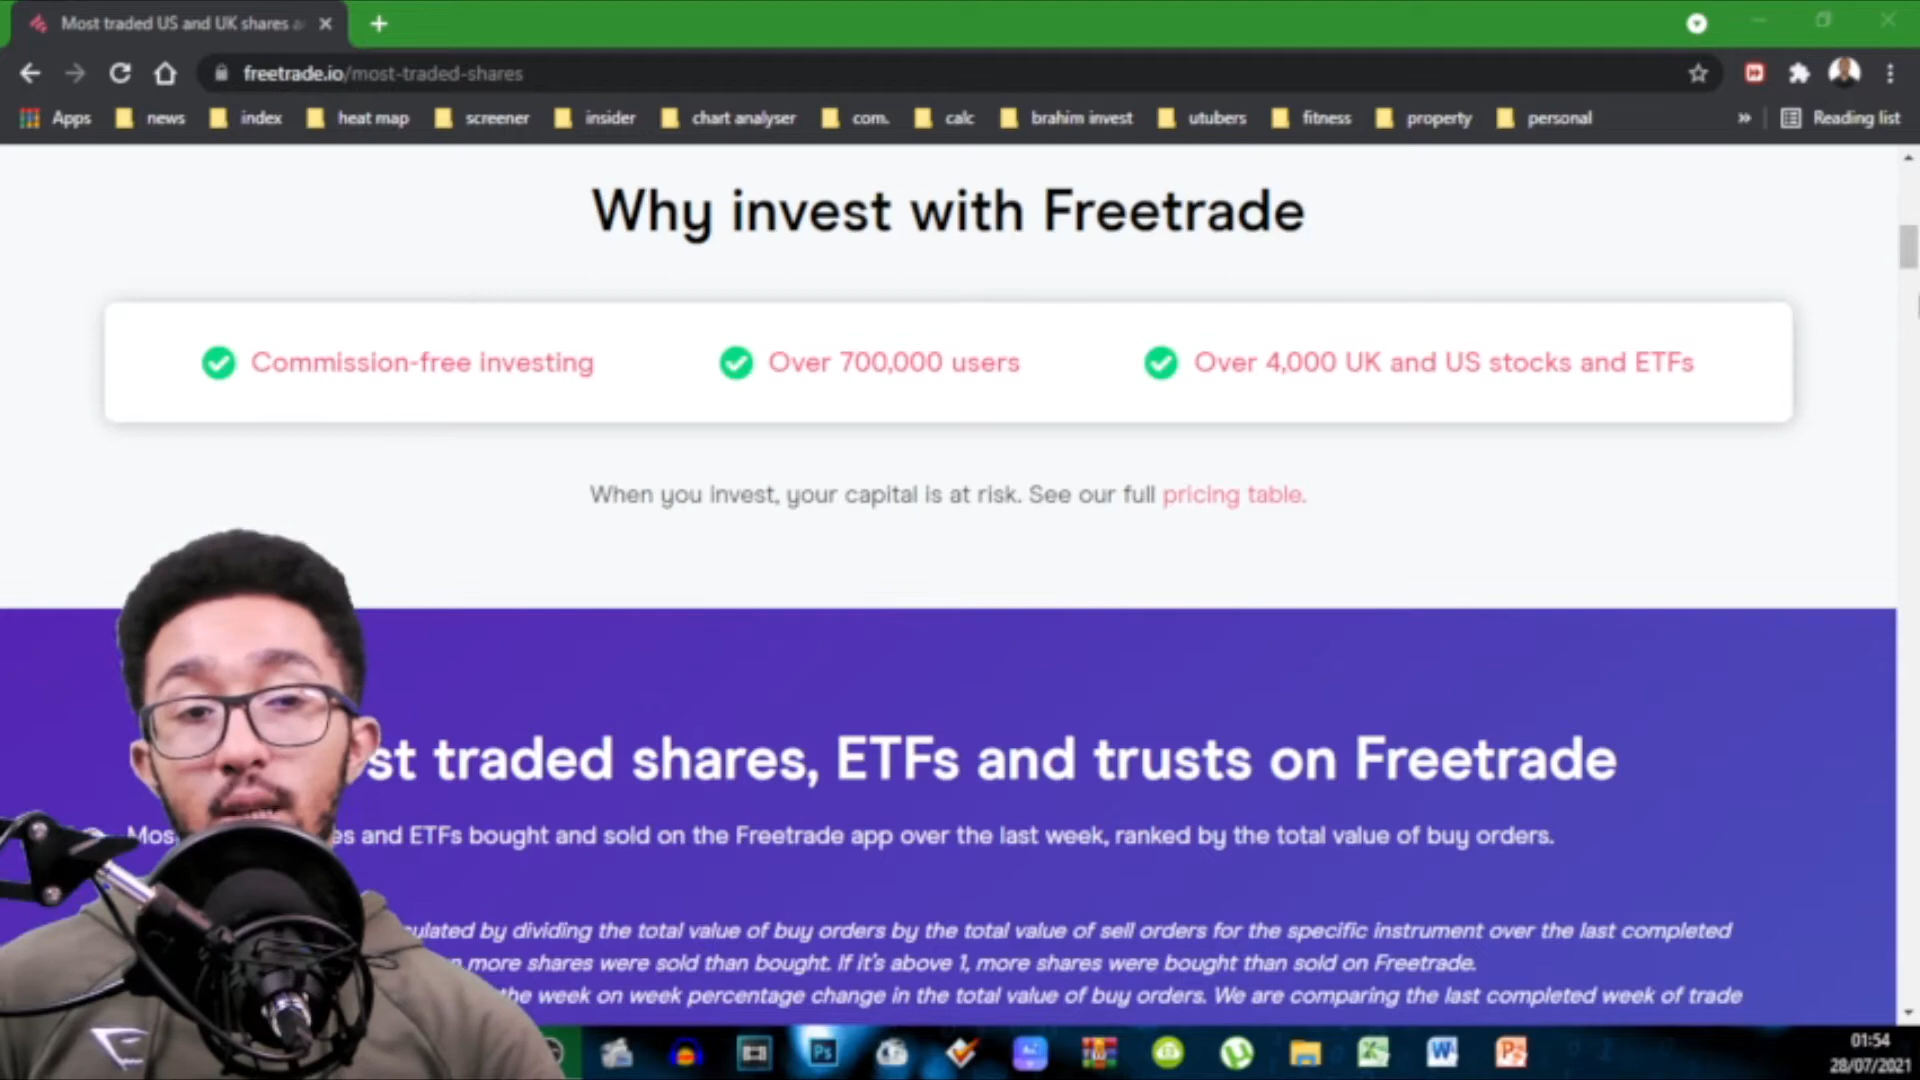 Most traded US and UK shares a
freetrade.io/most-traded-shares
Apps news index heat map screener insider chart analyser com. calc brahim invest utubers fitness property personal » Reading list
Why invest with Freetrade
Commission-free investing Over 700,000 users Over 4,000 UK and US stocks and ETFs
When you invest, your capital is at risk. See our full pricing table.
st traded shares, ETFs and trusts on Freetrade
Mos es and ETFs bought and sold on the Freetrade app over the last week, ranked by the total value of buy orders.
culated by dividing the total value of buy orders by the total value of sell orders for the specific instrument over the last completed
more shares were sold than bought. If it's above 1, more shares were bought than sold on Freetrade.
the week on week percentage change in the total value of buy orders. We are comparing the last completed week of trade
Ps
01:54
28/07/2021